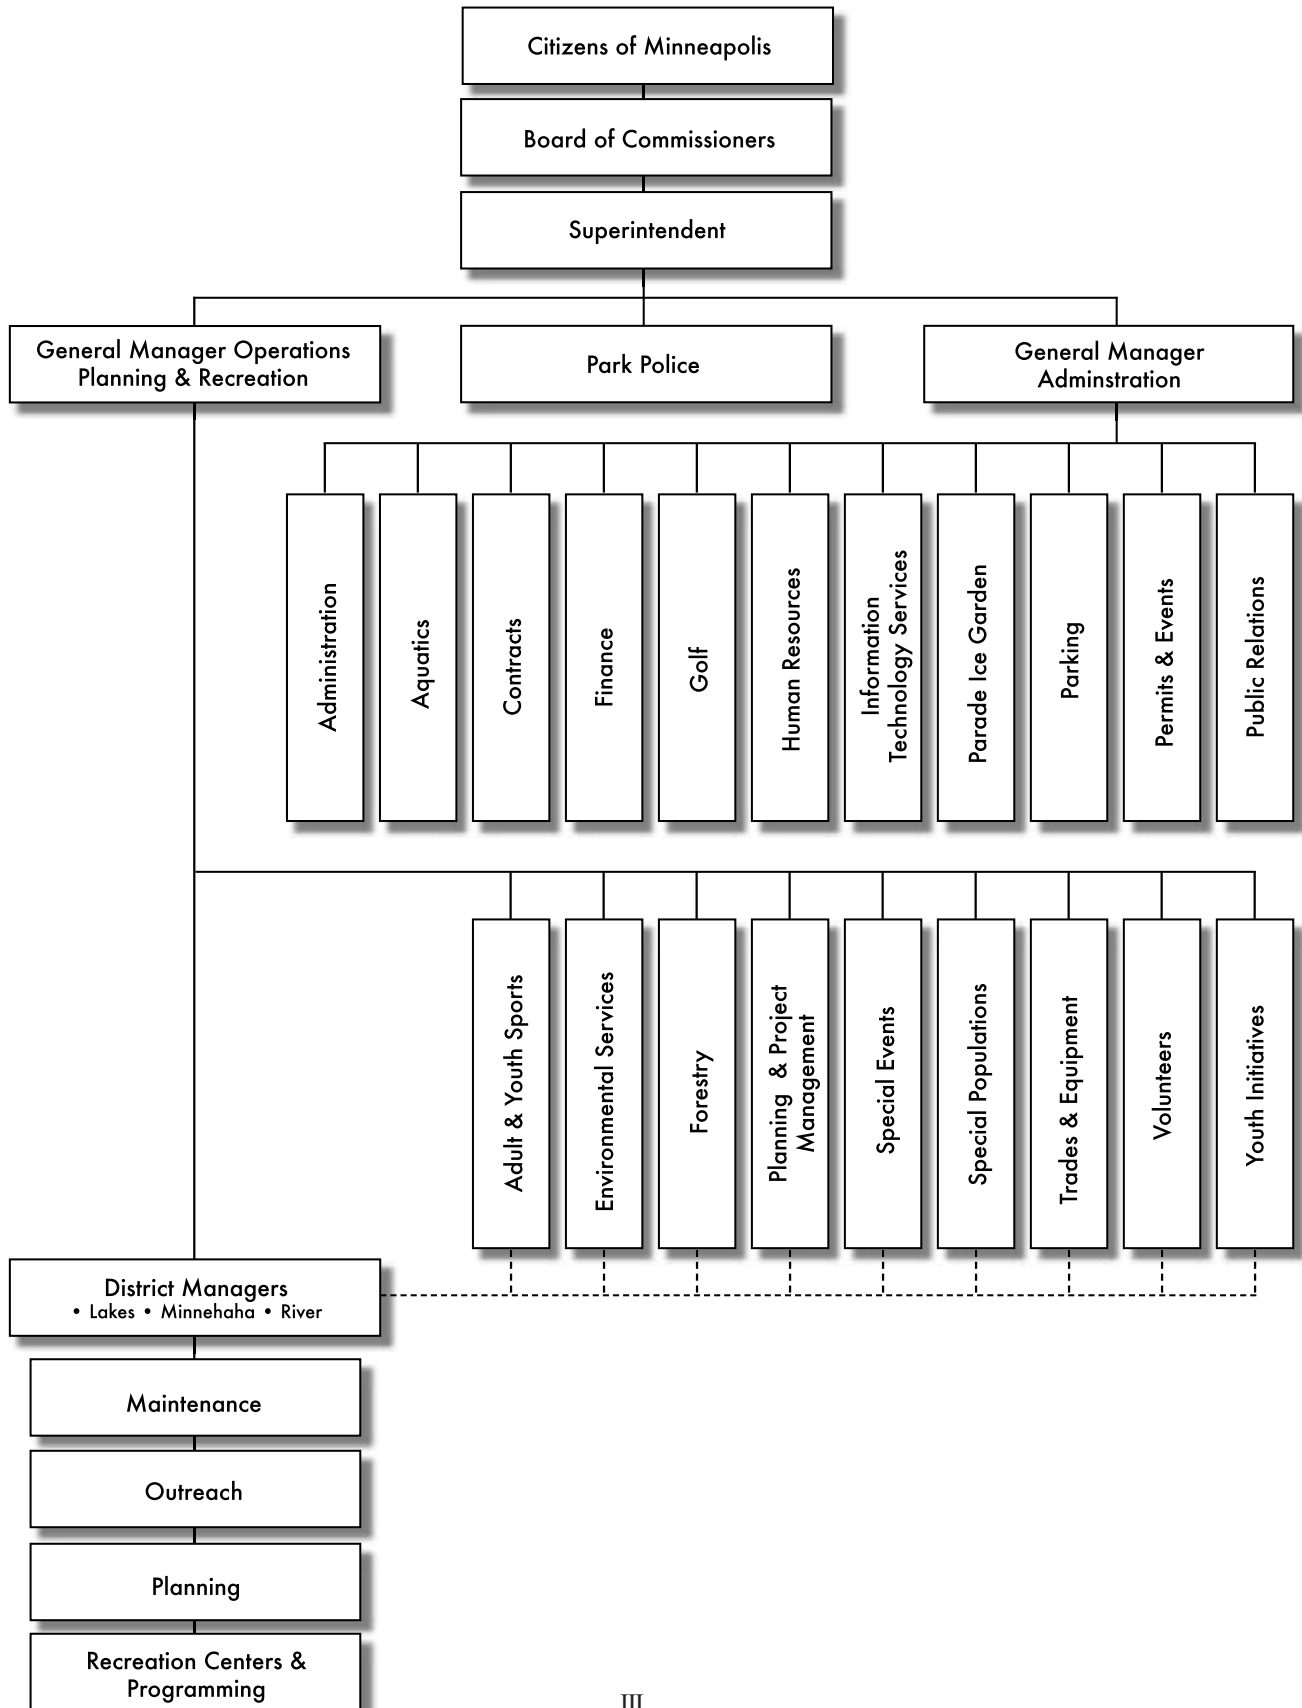 Citizens of Minneapolis
Board of Commissioners
Superintendent
General Manager Operations
Planning & Recreation
Park Police
General Manager
Adminstration
Administration
Aquatics
Contracts
Finance
Golf
Human Resources
Information
Technology Services
Parade Ice Garden
Parking
Permits & Events
Public Relations
Adult & Youth Sports
Environmental Services
Forestry
Planning & Project
Management
Special Events
Special Populations
Trades & Equipment
Volunteers
Youth Initiatives
District Managers
• Lakes • Minnehaha • River
Maintenance
Outreach
Planning
Recreation Centers &
Programming
III